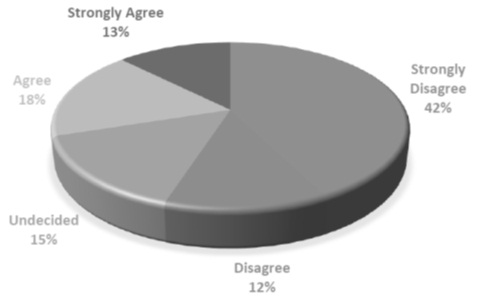 Strongly Agree
13%
Strongly
Disagree
42%
Agree
18%
Undecided
15%
Disagree
12%